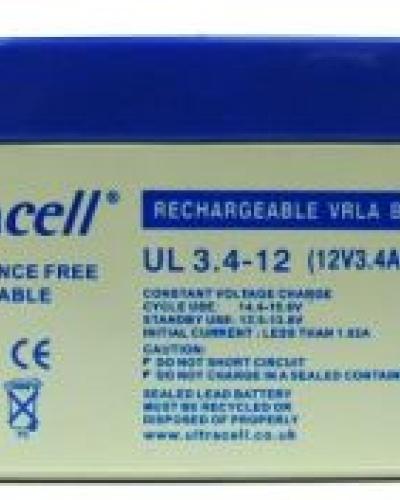 acell®
NCE FREE
ABLE
RECHARGEABLE VRLA B
UL 3.4-12 (12V3.4A
CONSTANT VOLTAGE CHARGE
CYCLE USE: 14.4-15.0V
STANDBY USE: 13.5-13.8V
INITIAL CURRENT: LESS THAN 1.02A
CAUTION:
DO NOT SHORT CIRCUIT
DO NOT CHARGE IN A SEALED CONTAIN
SEALED LEAD BATTERY
MUST BE RECYCLED OR
DISPOSED OF PROPERLY
www.ultracell.co.uk
CE
Pb